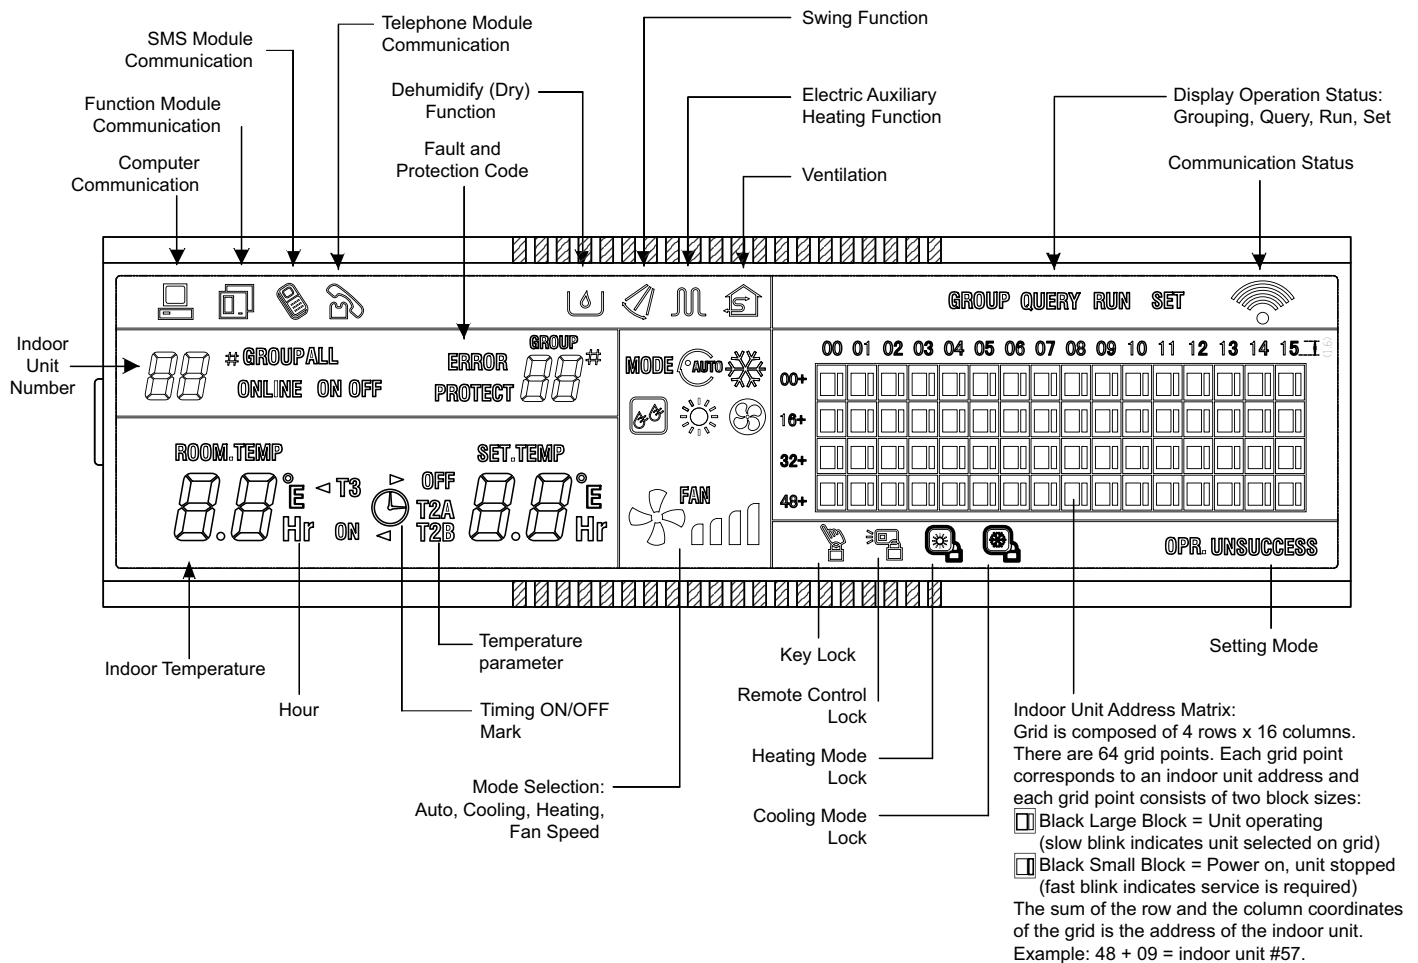 Telephone Module
Communication
Swing Function
SMS Module
Communication
Dehumidify (Dry)
Function
Electric Auxiliary
Heating Function
Display Operation Status:
Grouping, Query, Run, Set
Function Module
Communication
Fault and
Protection Code
Computer
Communication
Ventilation
Communication Status
GROUP QUERY RUN SET
Indoor
Unit
Number
88 # GROUP ALL
ONLINE ON OFF
ERROR
PROTECT
GROUP
88 #
MODE AUTO
00 01 02 03 04 05 06 07 08 09 10 11 12 13 14 15
00+
16+
32+
48+
ROOM.TEMP
8.8 °E
Hr
T3
ON
OFF
T2A
T2B
SET.TEMP
8.8 °E
Hr
FAN
OPR. UNSUCCESS
Indoor Temperature
Hour
Temperature
parameter
Timing ON/OFF
Mark
Mode Selection:
Auto, Cooling, Heating,
Fan Speed
Key Lock
Remote Control
Lock
Heating Mode
Lock
Cooling Mode
Lock
Setting Mode
Indoor Unit Address Matrix:
Grid is composed of 4 rows x 16 columns.
There are 64 grid points. Each grid point
corresponds to an indoor unit address and
each grid point consists of two block sizes:
Black Large Block = Unit operating
(slow blink indicates unit selected on grid)
Black Small Block = Power on, unit stopped
(fast blink indicates service is required)
The sum of the row and the column coordinates
of the grid is the address of the indoor unit.
Example: 48 + 09 = indoor unit #57.